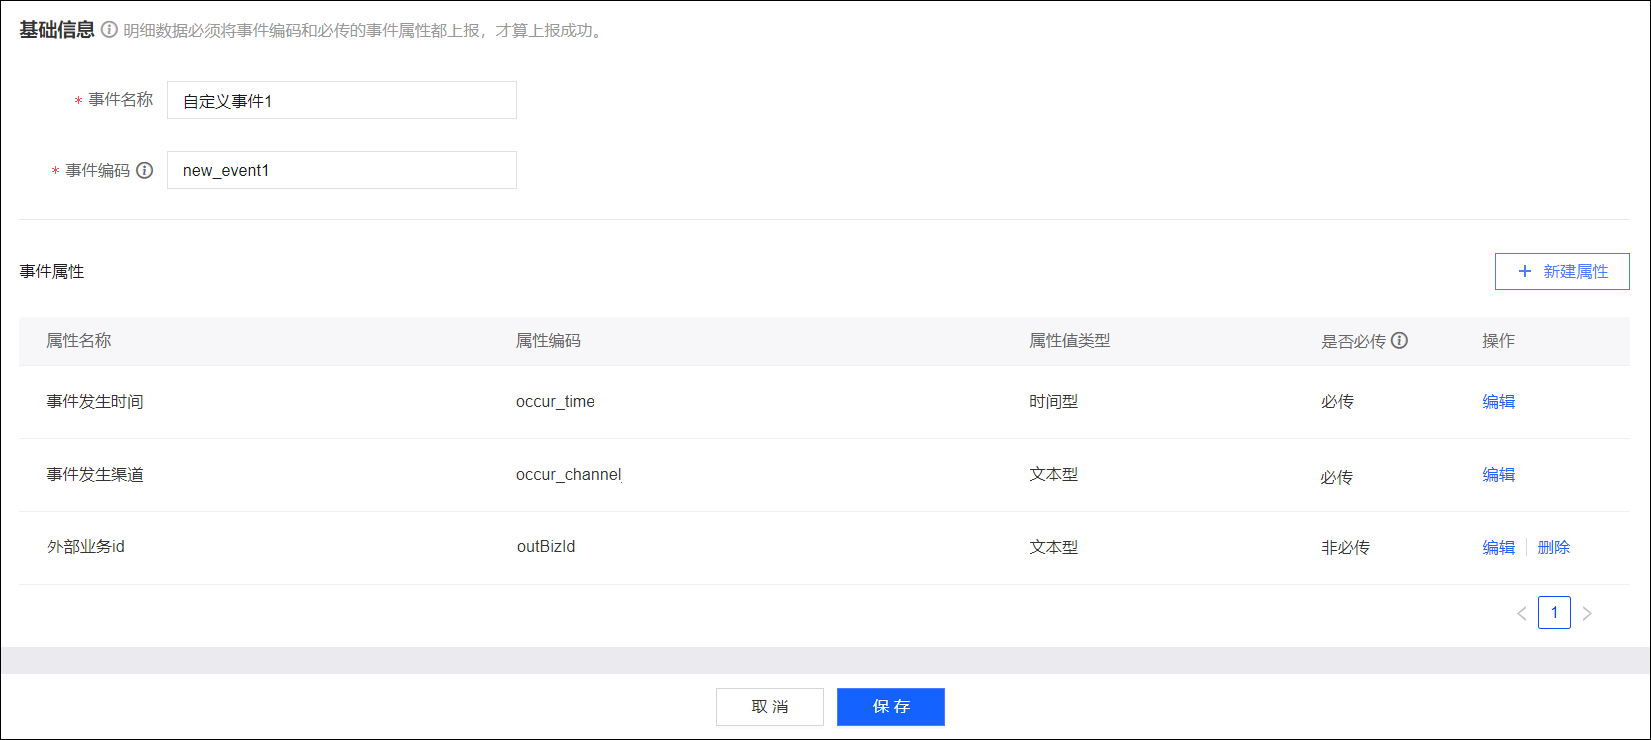 基础信息 明细数据必须将事件编码和必传的事件属性都上报，才算上报成功。
* 事件名称 自定义事件1
* 事件编码 new_event1
事件属性 + 新建属性
属性名称 属性编码 属性值类型 是否必传 操作
事件发生时间 occur_time 时间型 必传 编辑
事件发生渠道 occur_channel 文本型 必传 编辑
外部业务id outBizId 文本型 非必传 编辑 删除
< 1 >
取 消 保 存